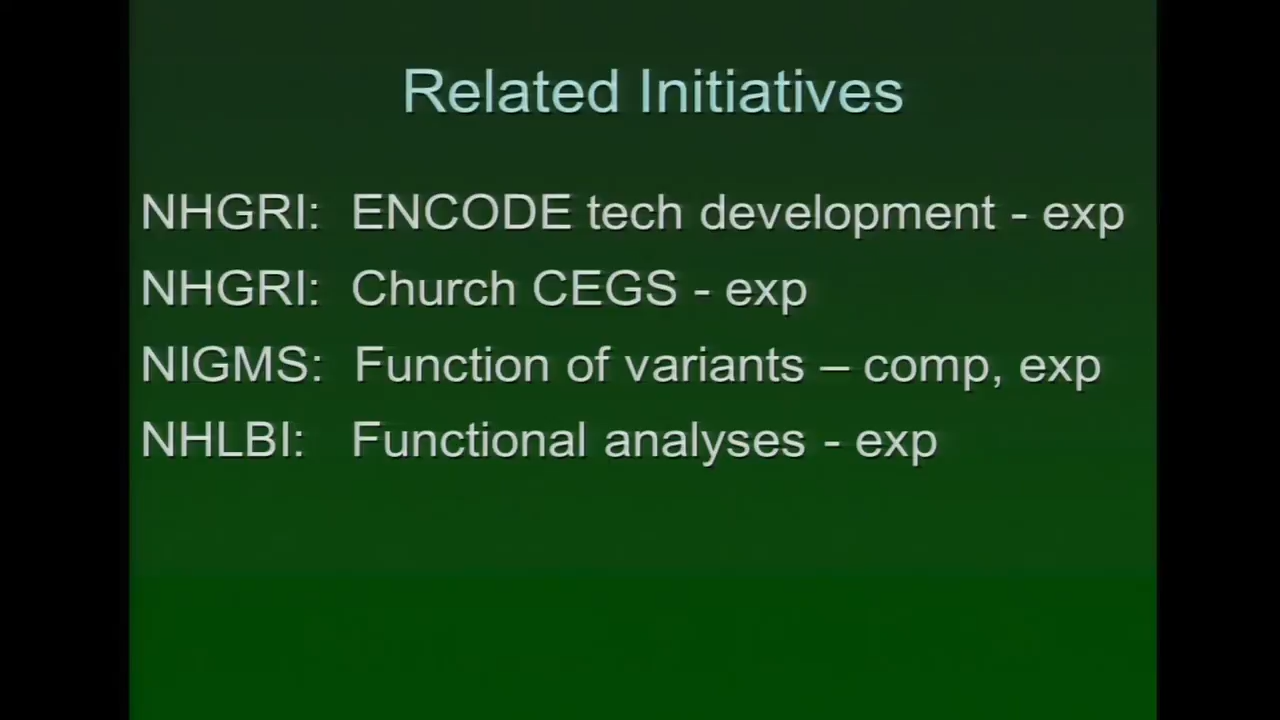 Related Initiatives
NHGRI: ENCODE tech development - exp
NHGRI: Church CEGS - exp
NIGMS: Function of variants – comp, exp
NHLBI: Functional analyses - exp